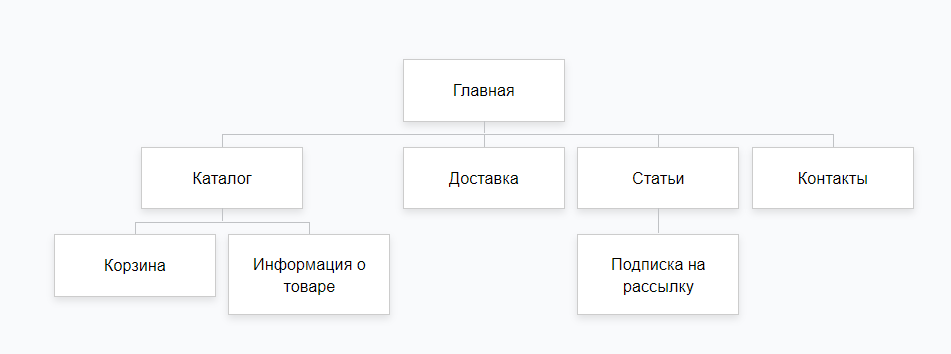 Главная
Каталог
Доставка
Статьи
Контакты
Корзина
Информация о
товаре
Подписка на
рассылку